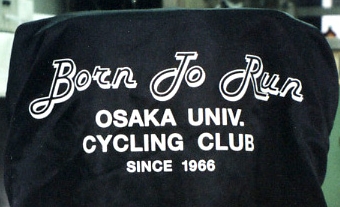 Born To Run
OSAKA UNIV.
CYCLING CLUB
SINCE 1966